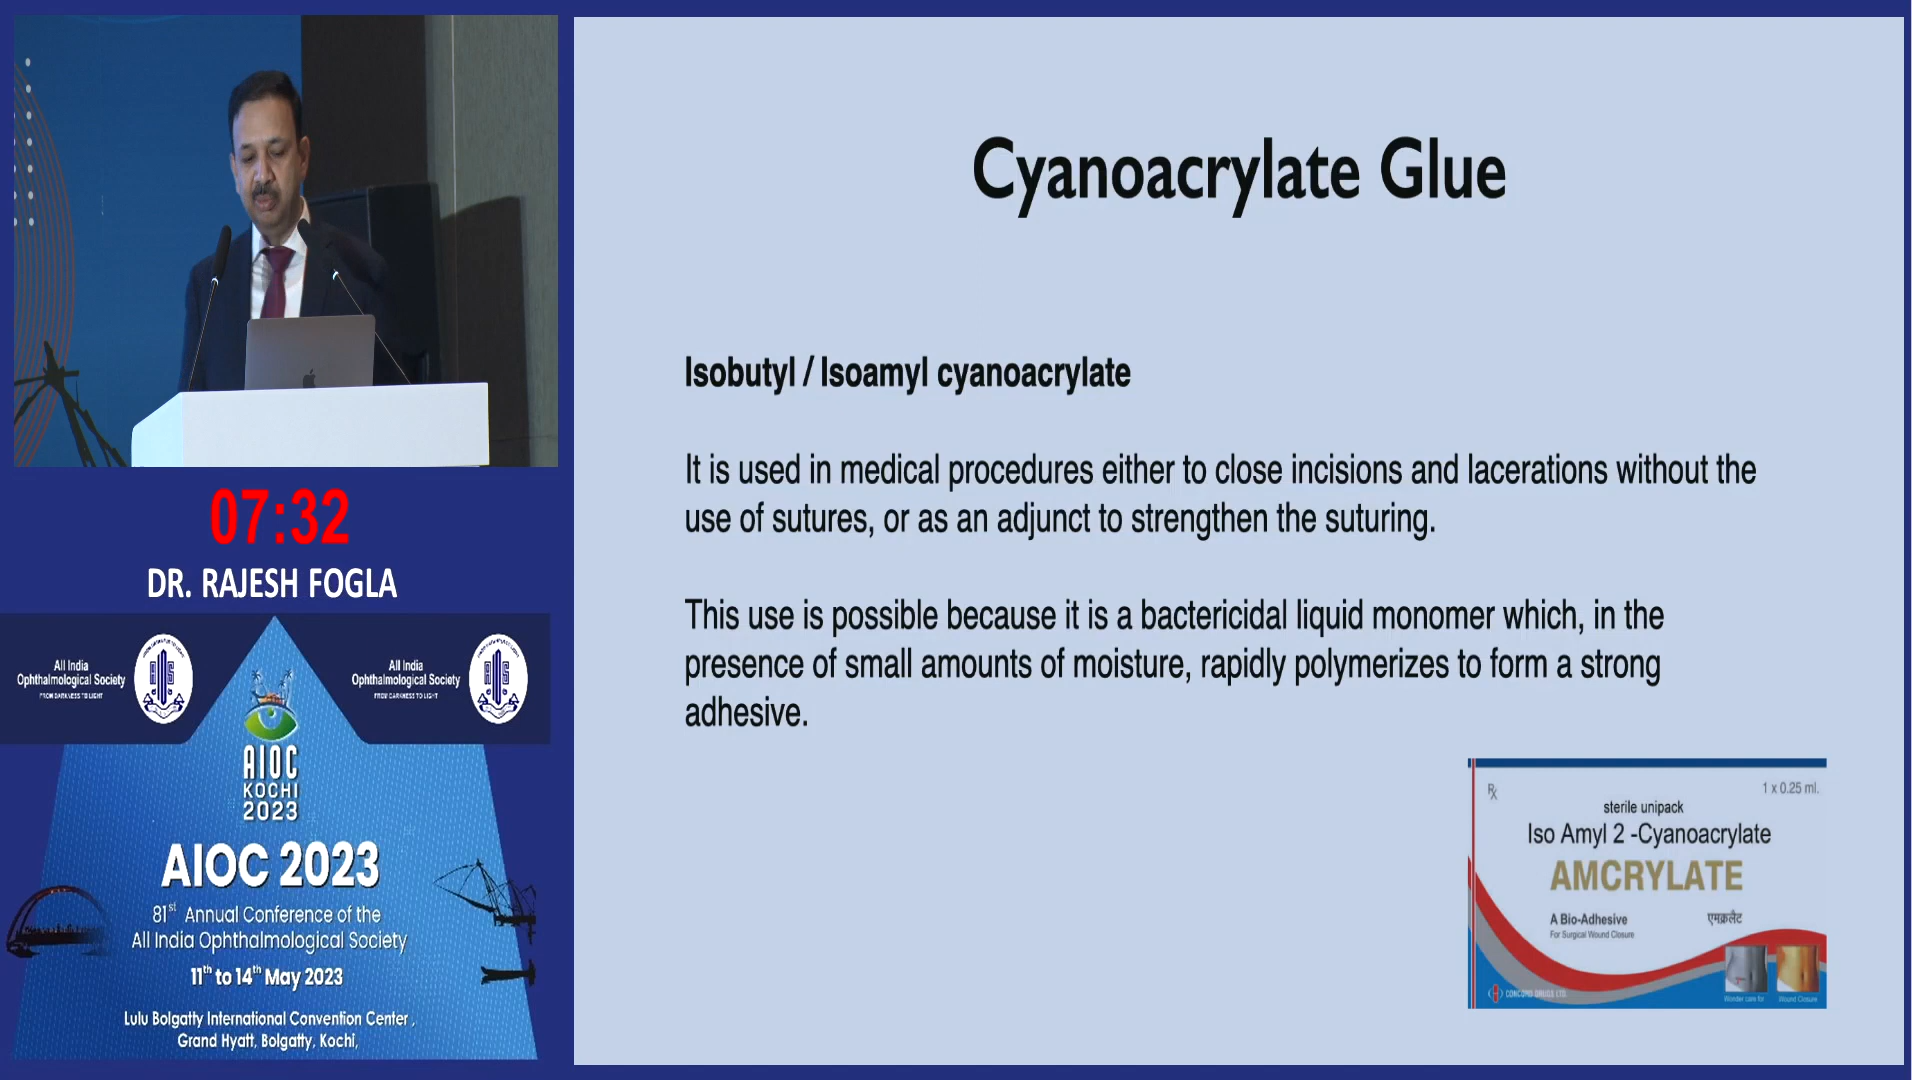 Cyanoacrylate Glue
Isobutyl / Isoamyl cyanoacrylate
It is used in medical procedures either to close incisions and lacerations without the
use of sutures, or as an adjunct to strengthen the suturing.
This use is possible because it is a bactericidal liquid monomer which, in the
presence of small amounts of moisture, rapidly polymerizes to form a strong
adhesive.
Rx
1 x 0.25 ml.
sterile unipack
Iso Amyl 2 -Cyanoacrylate
AMCRYLATE
A Bio-Adhesive
एमक्रलैट
For Surgical Wound Closure
CONCORD DRUGS LTD.
Wonder care for
Wound Closure
07:32
DR. RAJESH FOGLA
All India
Ophthalmological Society
FROM DARKNESS TO LIGHT
All India
Ophthalmological Society
FROM DARKNESS TO LIGHT
AIOC
KOCHI
2023
AIOC 2023
81st Annual Conference of the
All India Ophthalmological Society
11th to 14th May 2023
Lulu Bolgatty International Convention Center ,
Grand Hyatt, Bolgatty, Kochi,